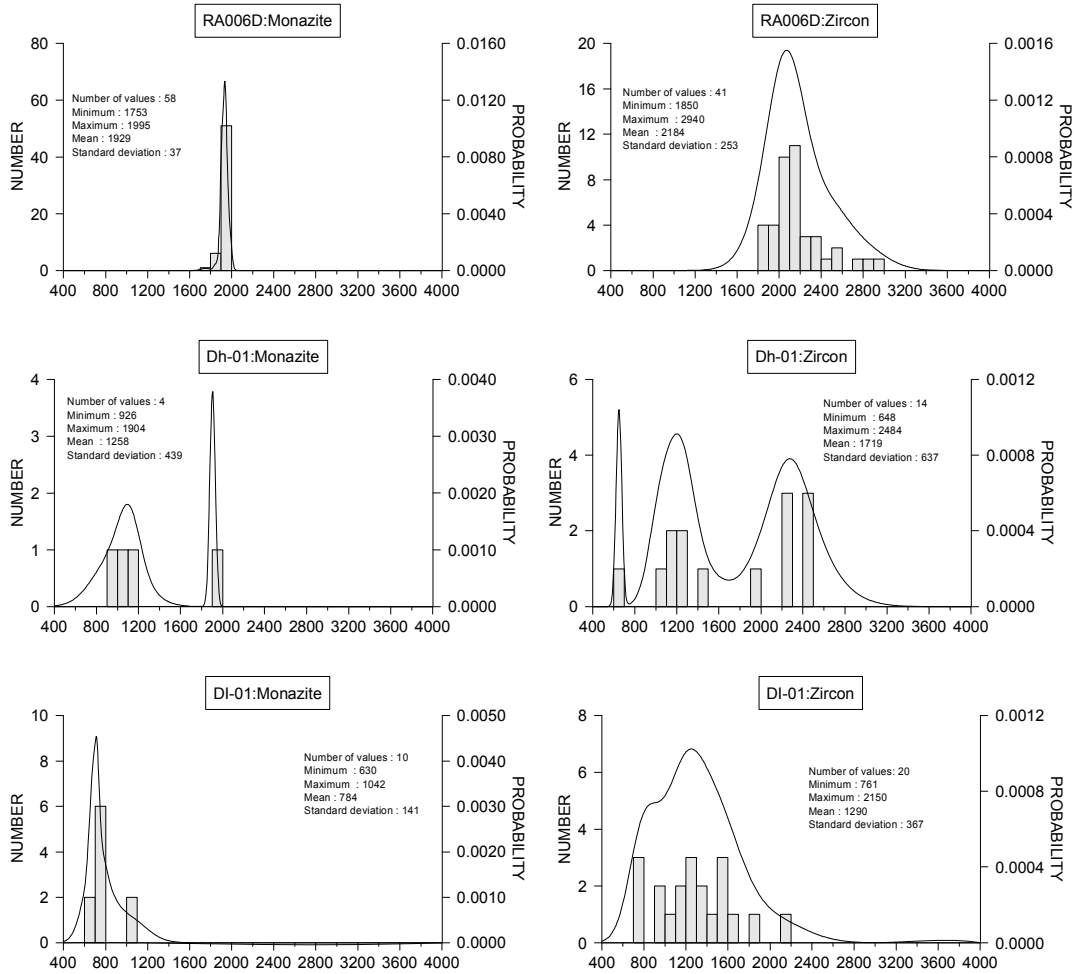 RA006D:Monazite
80
60
40
20
0
NUMBER
Number of values : 58
Minimum : 1753
Maximum : 1995
Mean : 1929
Standard deviation : 37
0.0160
0.0120
0.0080
0.0040
0.0000
PROBABILITY
400 800 1200 1600 2000 2400 2800 3200 3600 4000
RA006D:Zircon
20
16
12
8
4
0
NUMBER
Number of values : 41
Minimum : 1850
Maximum : 2940
Mean : 2184
Standard deviation : 253
0.0016
0.0012
0.0008
0.0004
0.0000
PROBABILITY
400 800 1200 1600 2000 2400 2800 3200 3600 4000
Dh-01:Monazite
4
3
2
1
0
NUMBER
Number of values : 4
Minimum : 926
Maximum : 1904
Mean : 1258
Standard deviation : 439
0.0040
0.0030
0.0020
0.0010
0.0000
PROBABILITY
400 800 1200 1600 2000 2400 2800 3200 3600 4000
Dh-01:Zircon
6
4
2
0
NUMBER
Number of values : 14
Minimum : 648
Maximum : 2484
Mean : 1719
Standard deviation : 637
0.0012
0.0008
0.0004
0.0000
PROBABILITY
400 800 1200 1600 2000 2400 2800 3200 3600 4000
DI-01:Monazite
10
8
6
4
2
0
NUMBER
Number of values : 10
Minimum : 630
Maximum : 1042
Mean : 784
Standard deviation : 141
0.0050
0.0040
0.0030
0.0020
0.0010
0.0000
PROBABILITY
400 800 1200 1600 2000 2400 2800 3200 3600 4000
DI-01:Zircon
8
6
4
2
0
NUMBER
Number of values: 20
Minimum : 761
Maximum : 2150
Mean : 1290
Standard deviation : 367
0.0012
0.0008
0.0004
0.0000
PROBABILITY
400 800 1200 1600 2000 2400 2800 3200 3600 4000